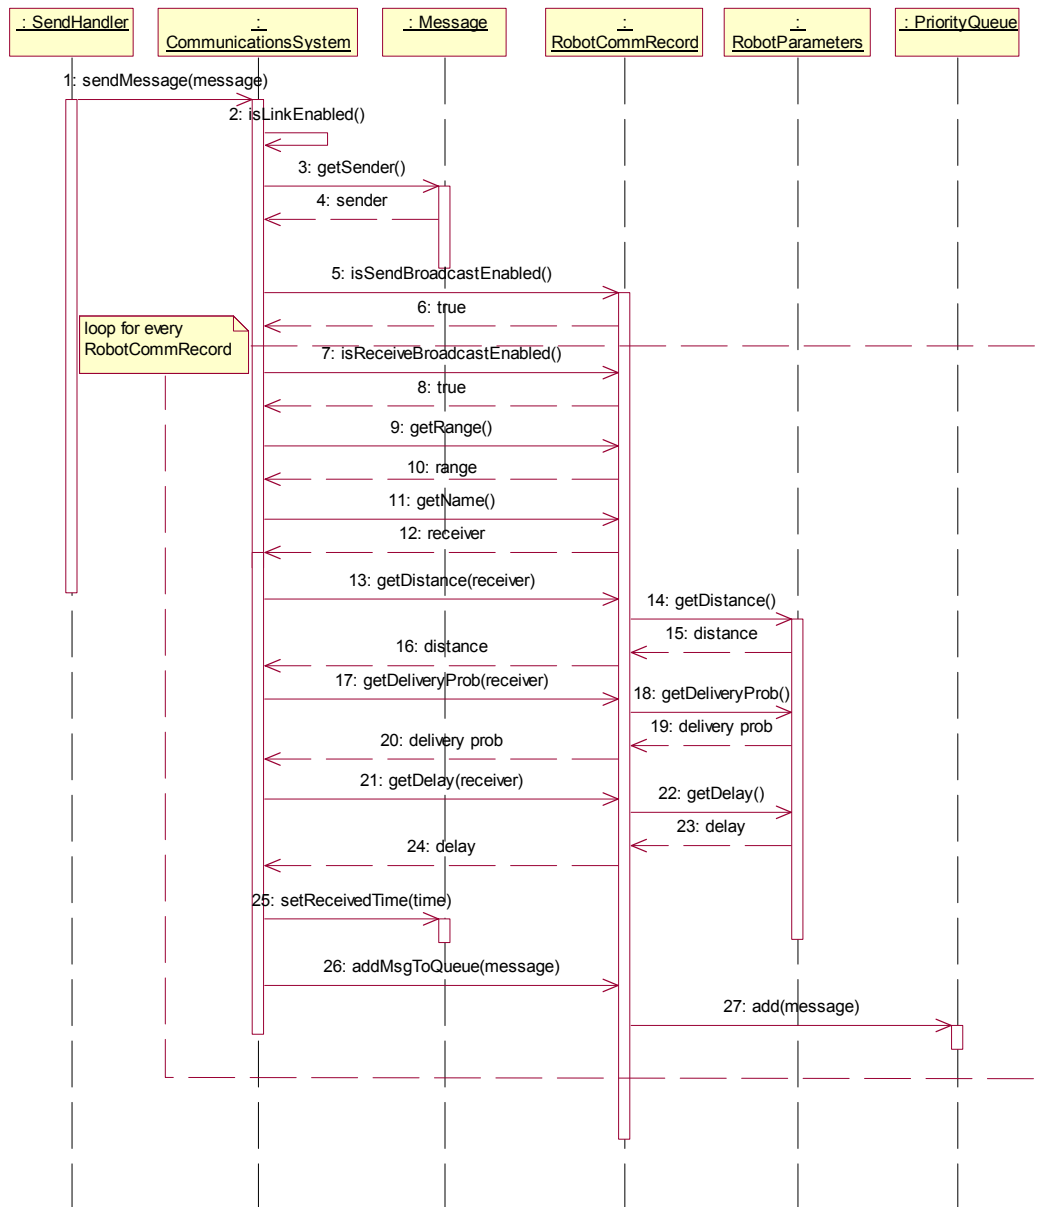 : SendHandler
:
CommunicationsSystem
: Message
:
RobotCommRecord
:
RobotParameters
: PriorityQueue
1: sendMessage(message)
2: isLinkEnabled()
3: getSender()
4: sender
5: isSendBroadcastEnabled()
6: true
loop for every
RobotCommRecord
7: isReceiveBroadcastEnabled()
8: true
9: getRange()
10: range
11: getName()
12: receiver
13: getDistance(receiver)
14: getDistance()
15: distance
16: distance
17: getDeliveryProb(receiver)
18: getDeliveryProb()
19: delivery prob
20: delivery prob
21: getDelay(receiver)
22: getDelay()
23: delay
24: delay
25: setReceivedTime(time)
26: addMsgToQueue(message)
27: add(message)